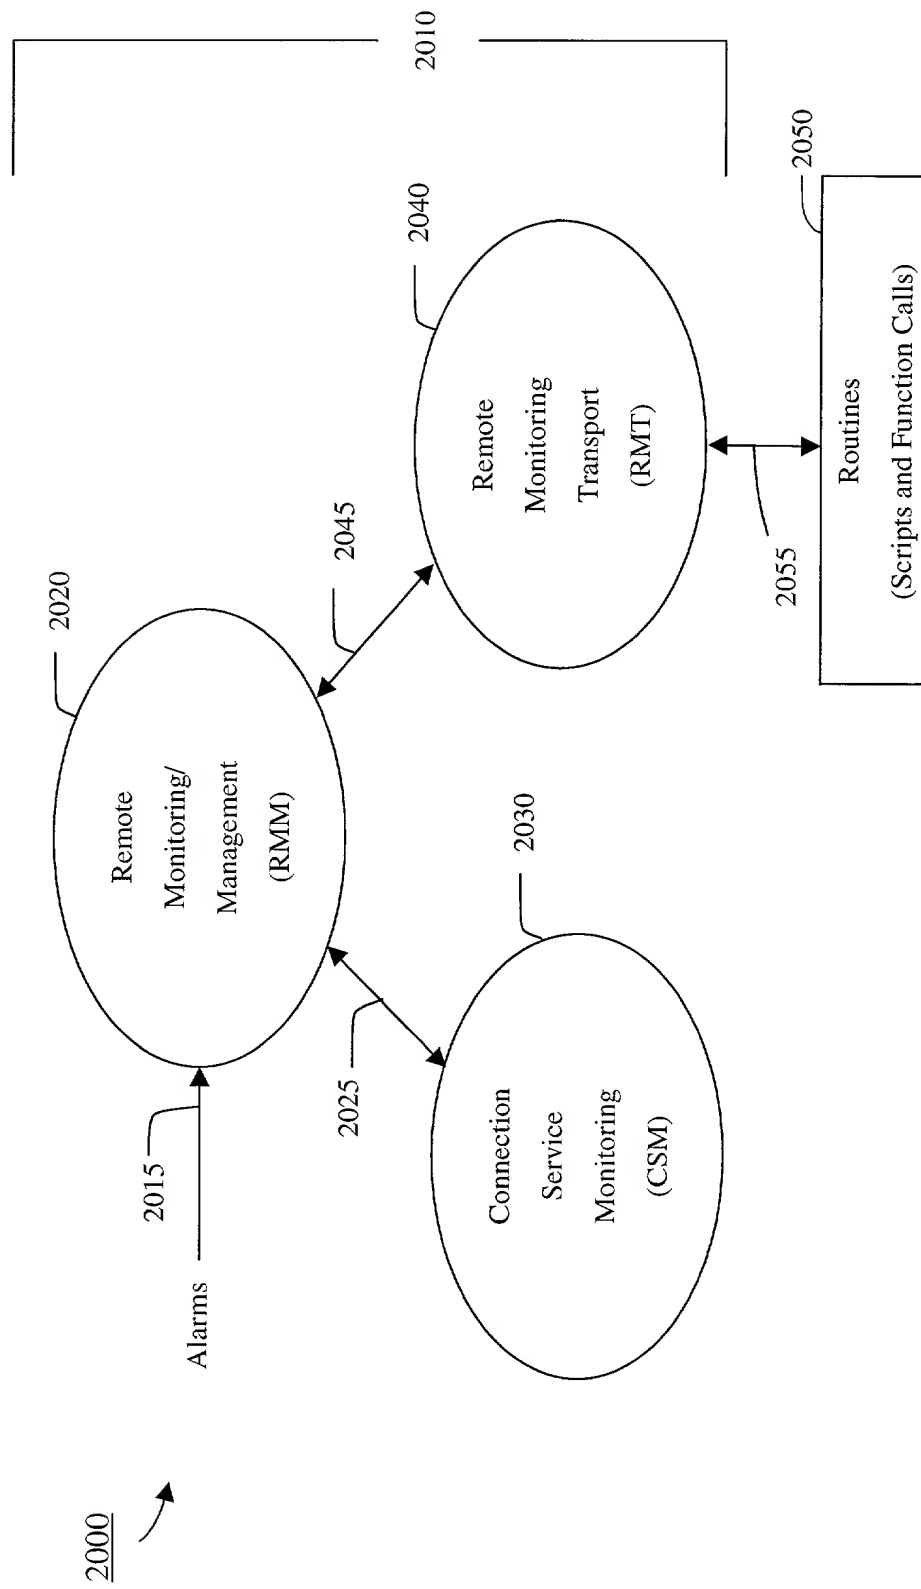 2000
Alarms
2015
Remote
Monitoring/
Management
(RMM)
2020
2025
2045
Connection
Service
Monitoring
(CSM)
2030
Remote
Monitoring
Transport
(RMT)
2040
2010
2055
Routines
(Scripts and Function Calls)
2050